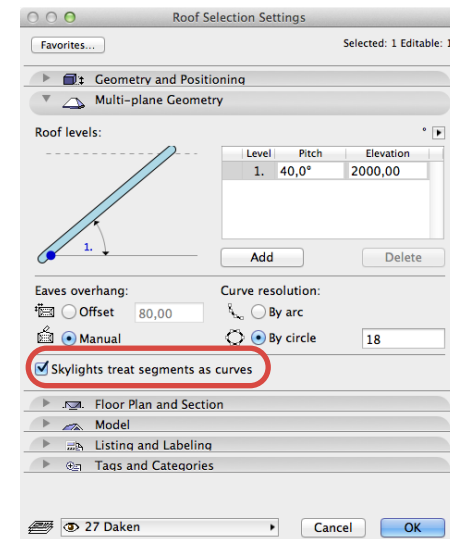 Roof Selection Settings
Favorites...
Selected: 1 Editable: 1
Geometry and Positioning
Multi-plane Geometry
Roof levels:
°
Level Pitch Elevation
1. 40,0° 2000,00
1.
Add Delete
Eaves overhang: Curve resolution:
Offset 80,00 By arc
Manual By circle 18
Skylights treat segments as curves
Floor Plan and Section
Model
Listing and Labeling
Tags and Categories
27 Daken Cancel OK